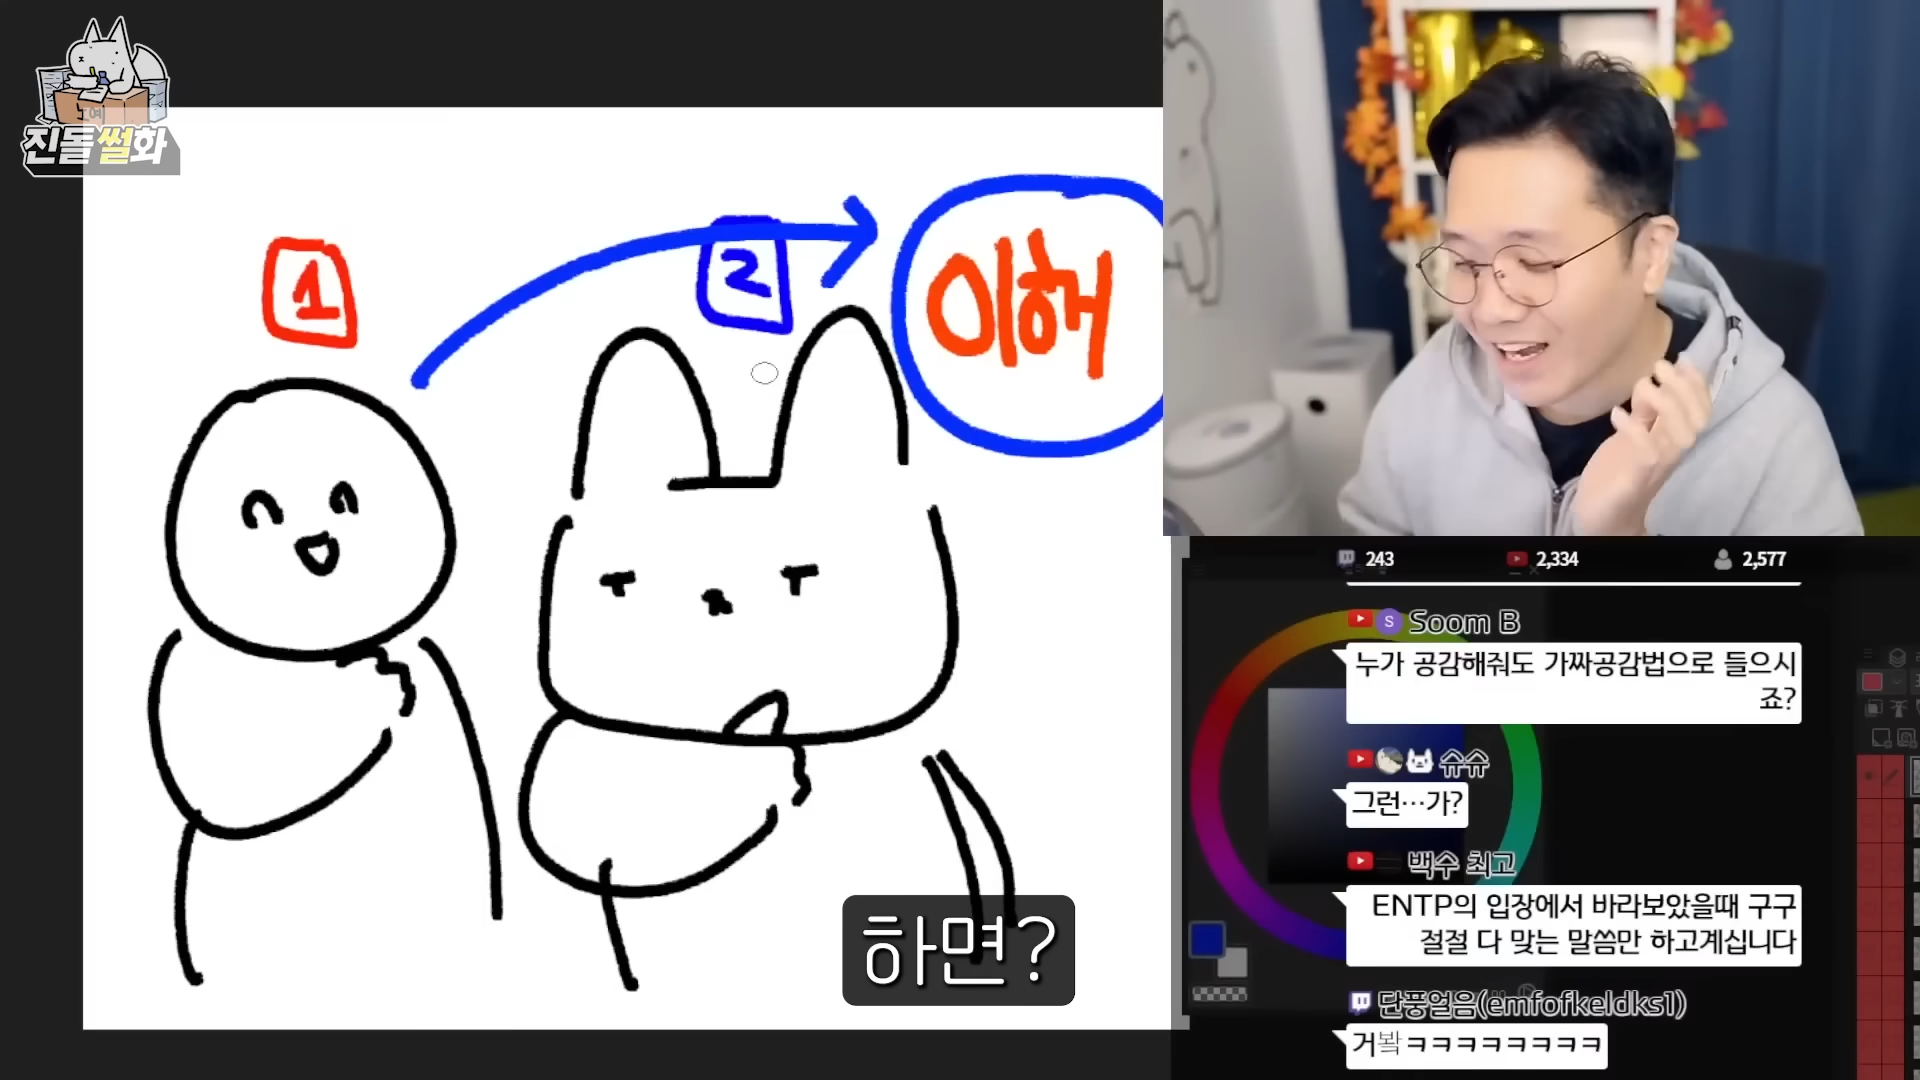 진돌썰화
1
2
이해
하면?
243
2,334
2,577
S
Soom B
누가 공감해줘도 가짜공감법으로 들으시
죠?
슈슈
그런…가?
백수 최고
ENTP의 입장에서 바라보았을때 구구
절절 다 맞는 말씀만 하고계십니다
단풍얼음(emfofkeldks1)
거봨ㅋㅋㅋㅋㅋㅋㅋㅋ